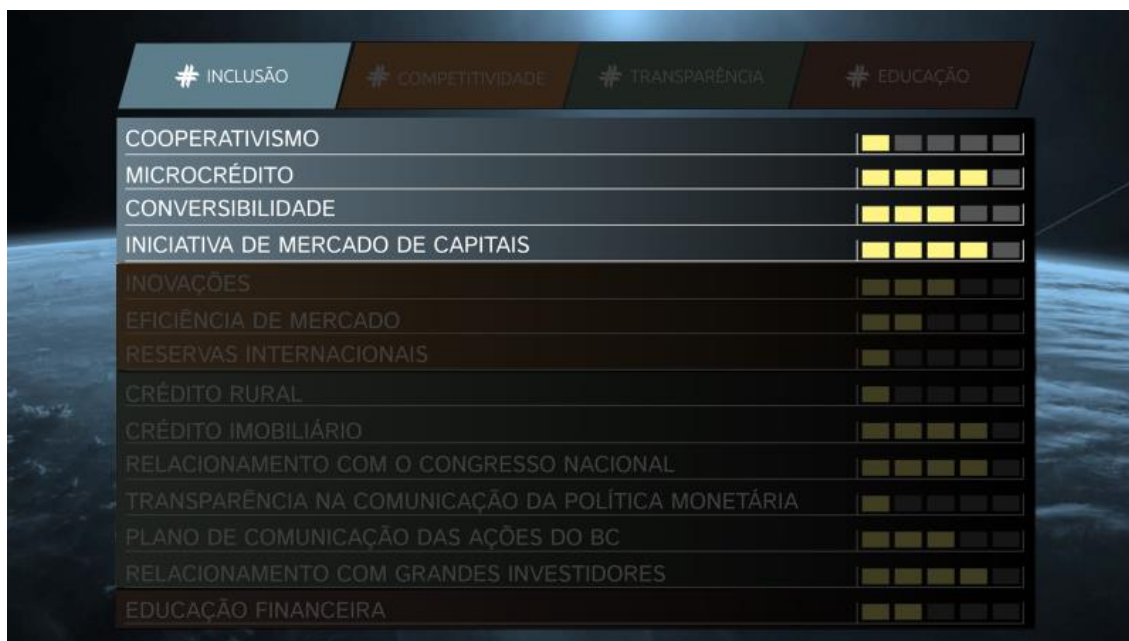 # INCLUSÃO
# COMPETITIVIDADE
# TRANSPARÊNCIA
# EDUCAÇÃO
COOPERATIVISMO
MICROCRÉDITO
CONVERSIBILIDADE
INICIATIVA DE MERCADO DE CAPITAIS
INOVAÇÕES
EFICIÊNCIA DE MERCADO
RESERVAS INTERNACIONAIS
CRÉDITO RURAL
CRÉDITO IMOBILIÁRIO
RELACIONAMENTO COM O CONGRESSO NACIONAL
TRANSPARÊNCIA NA COMUNICAÇÃO DA POLÍTICA MONETÁRIA
PLANO DE COMUNICAÇÃO DAS AÇÕES DO BC
RELACIONAMENTO COM GRANDES INVESTIDORES
EDUCAÇÃO FINANCEIRA